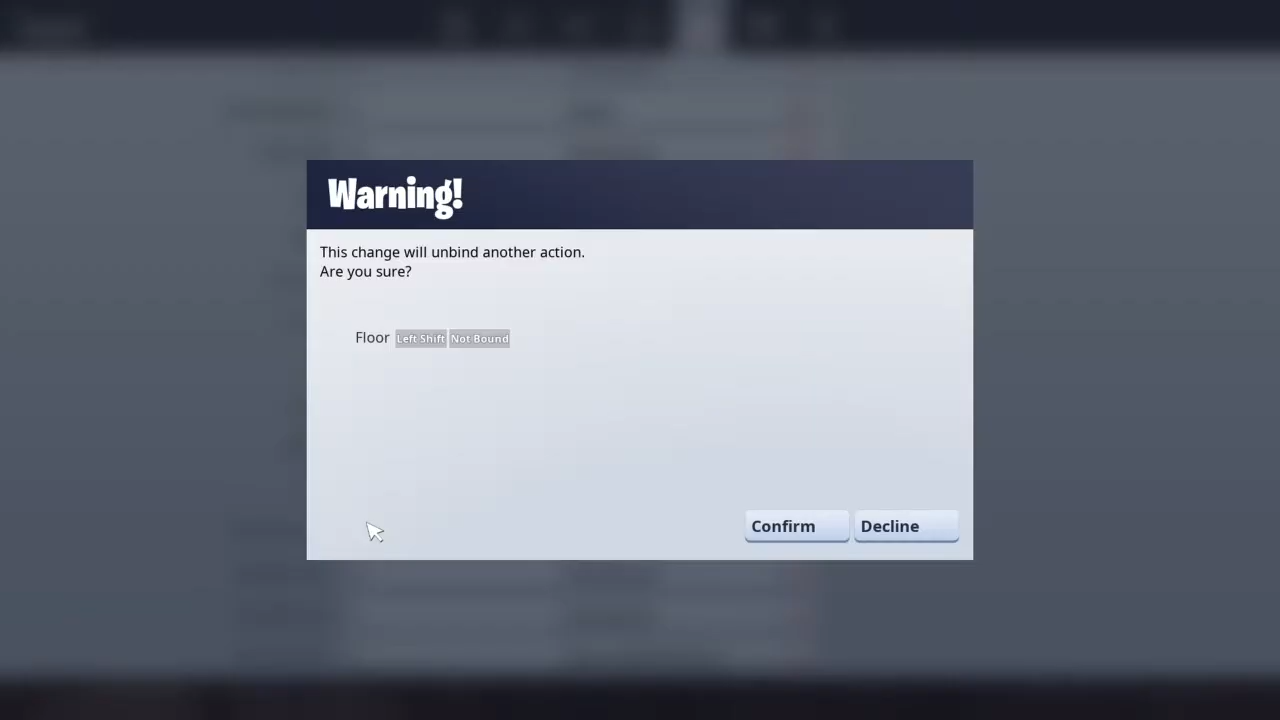 Warning!
This change will unbind another action.
Are you sure?
Floor Left Shift Not Bound
Confirm Decline